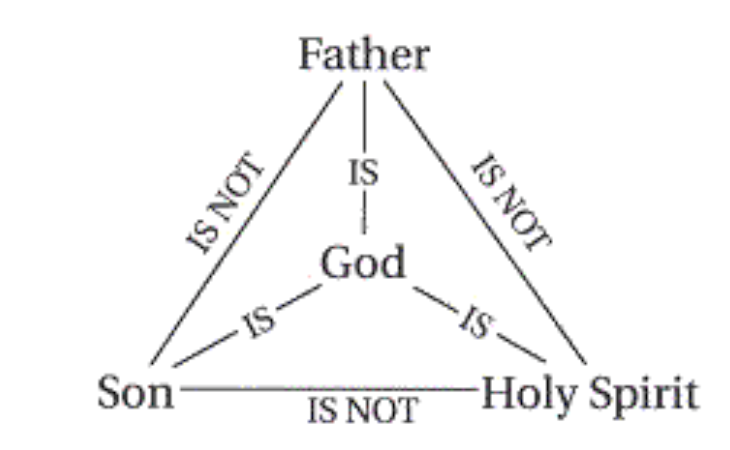 Father
IS NOT
IS
IS NOT
God
IS
IS
Son
IS NOT
Holy Spirit